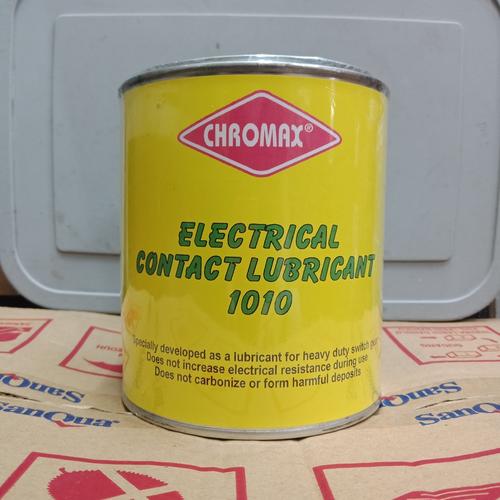 CHROMAX®
ELECTRICAL
CONTACT LUBRICANT
1010
Specially developed as a lubricant for heavy duty switch
Does not increase electrical resistance during use
Does not carbonize or form harmful deposits
SanQua
SanQua
SanQua
SanQua